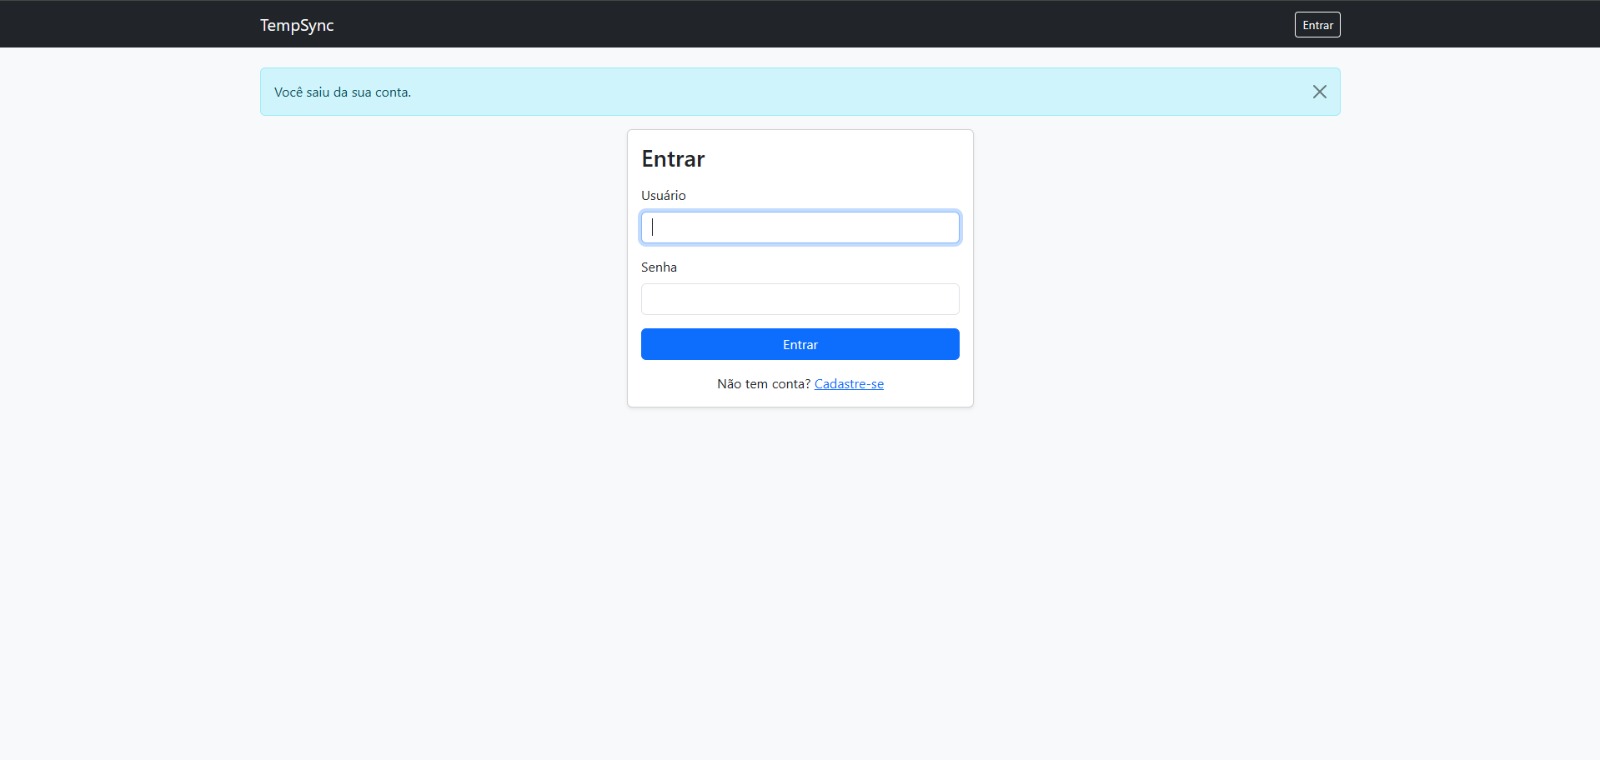 TempSync
Entrar
Você saiu da sua conta.
Entrar
Usuário
Senha
Entrar
Não tem conta? Cadastre-se